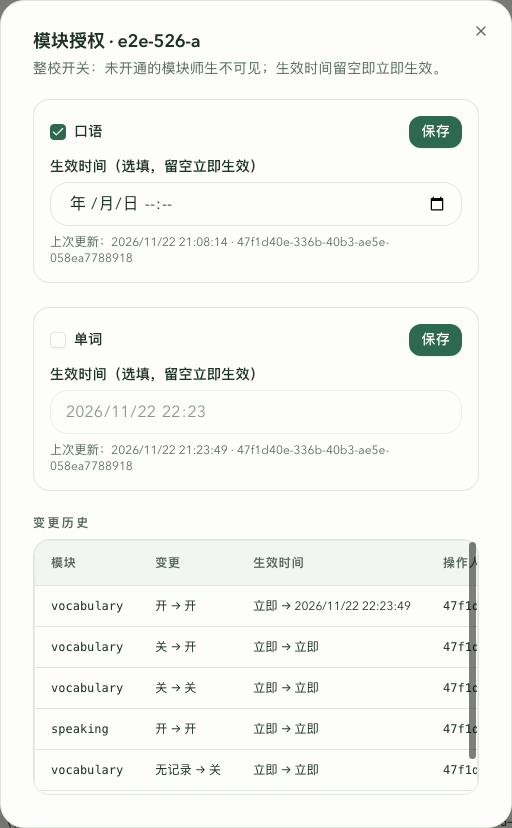 模块授权 · e2e-526-a
整校开关：未开通的模块师生不可见；生效时间留空即立即生效。
口语
保存
生效时间（选填，留空立即生效）
年 /月/日 --:--
上次更新：2026/11/22 21:08:14 · 47f1d40e-336b-40b3-ae5e-
058ea7788918
单词
保存
生效时间（选填，留空立即生效）
2026/11/22 22:23
上次更新：2026/11/22 21:23:49 · 47f1d40e-336b-40b3-ae5e-
058ea7788918
变更历史
模块 变更 生效时间 操作人
vocabulary 开 → 开 立即 → 2026/11/22 22:23:49 47f1d
vocabulary 关 → 开 立即 → 立即 47f1d
vocabulary 关 → 关 立即 → 立即 47f1d
speaking 开 → 开 立即 → 立即 47f1d
vocabulary 无记录 → 关 立即 → 立即 47f1d